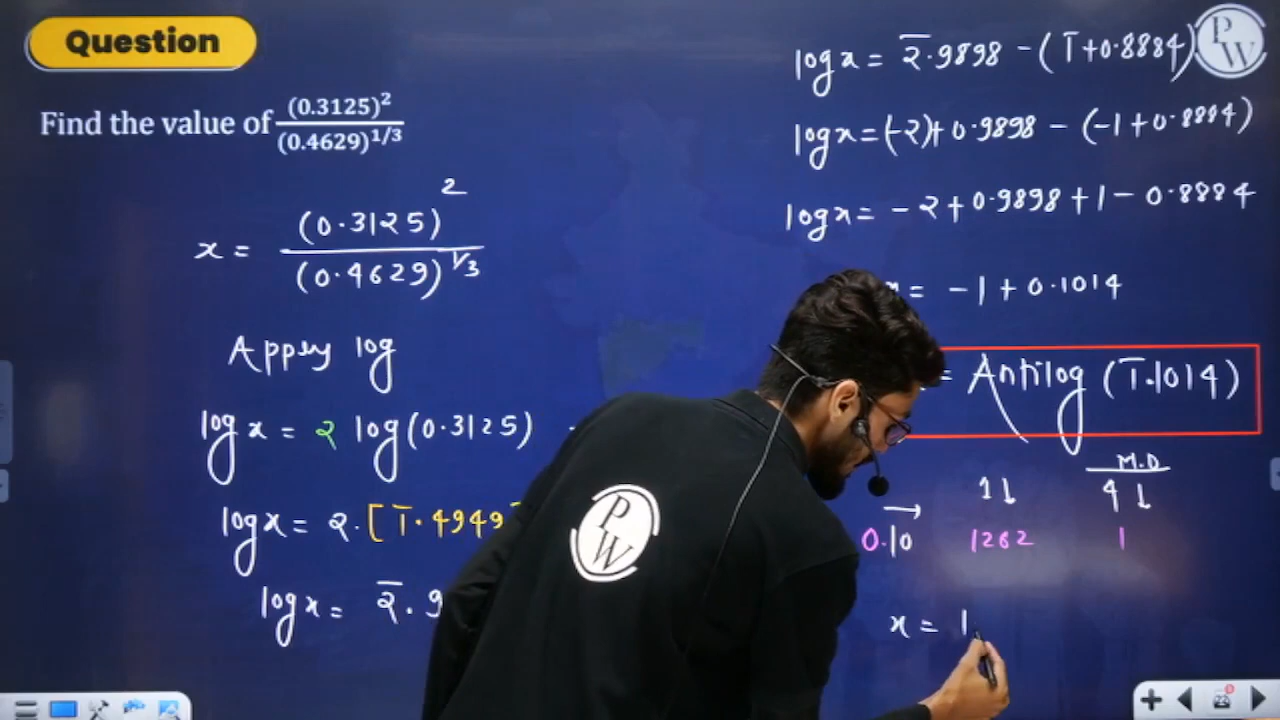 Question
Find the value of (0.3125)²/(0.4629)^1/3
x = (0.3125)²/(0.4629)^1/3
Apply log
log x = 2 log(0.3125) -
log x = 2. [1̄.4949
log x = 2̄.9
log x = 2̄.9898 - (1̄+0.8884)
log x = (-2)+0.9898 - (-1+0.8884)
log x = -2+0.9898+1-0.8884
= -1+0.1014
= Antilog (1̄.1014)
M.D
1↓ 4↓
0.10 → 1262 1
x = 1
P W
P W
22